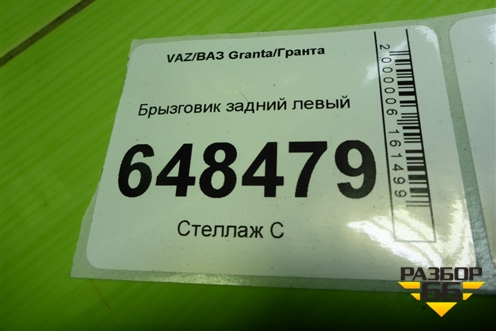 VAZ/ВАЗ Granta/Гранта
Брызговик задний левый
648479
Стеллаж С
2000006161499
РАЗБОР
66